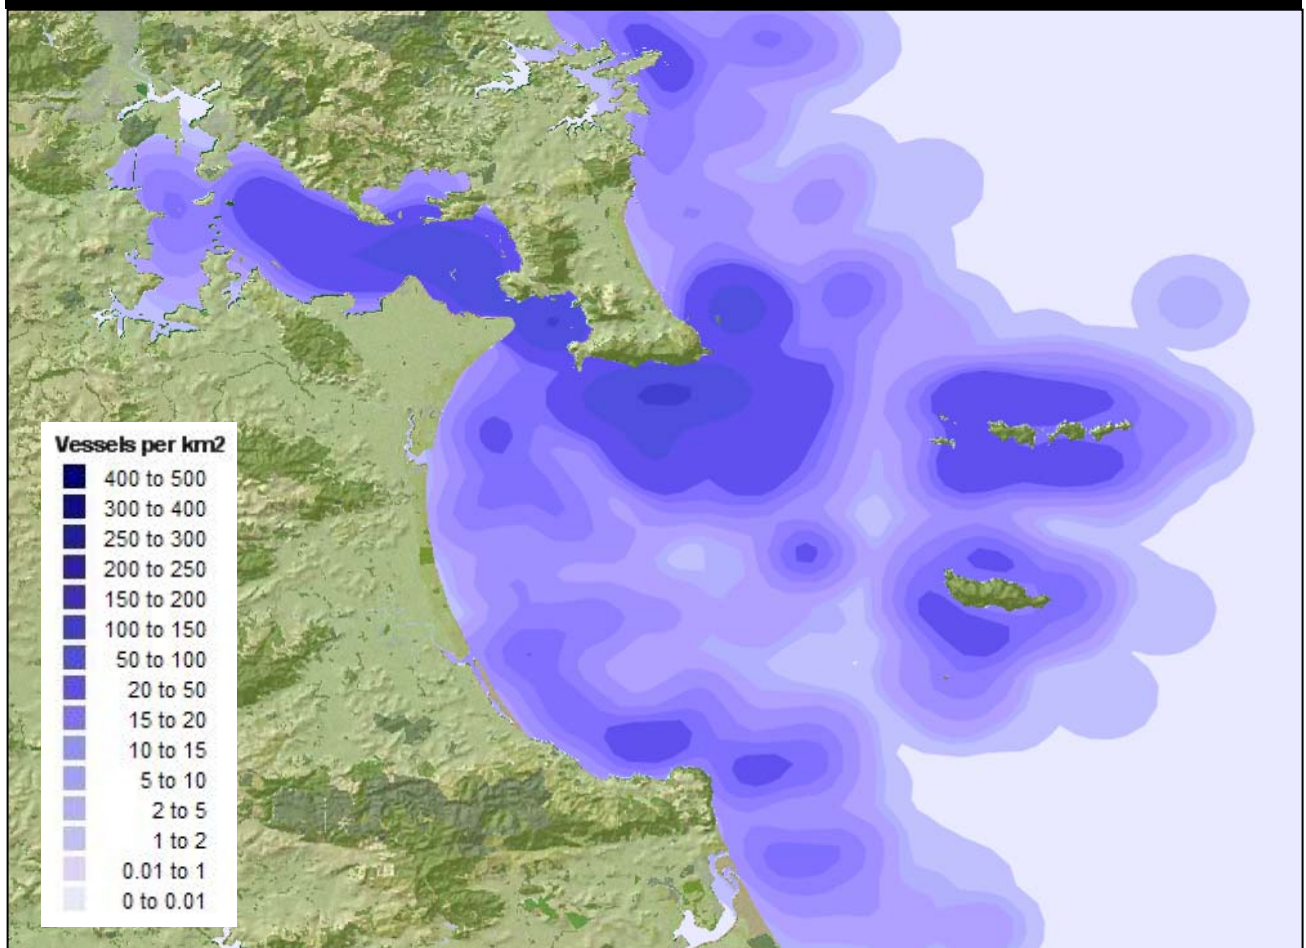 Vessels per km2
400 to 500
300 to 400
250 to 300
200 to 250
150 to 200
100 to 150
50 to 100
20 to 50
15 to 20
10 to 15
5 to 10
2 to 5
1 to 2
0.01 to 1
0 to 0.01